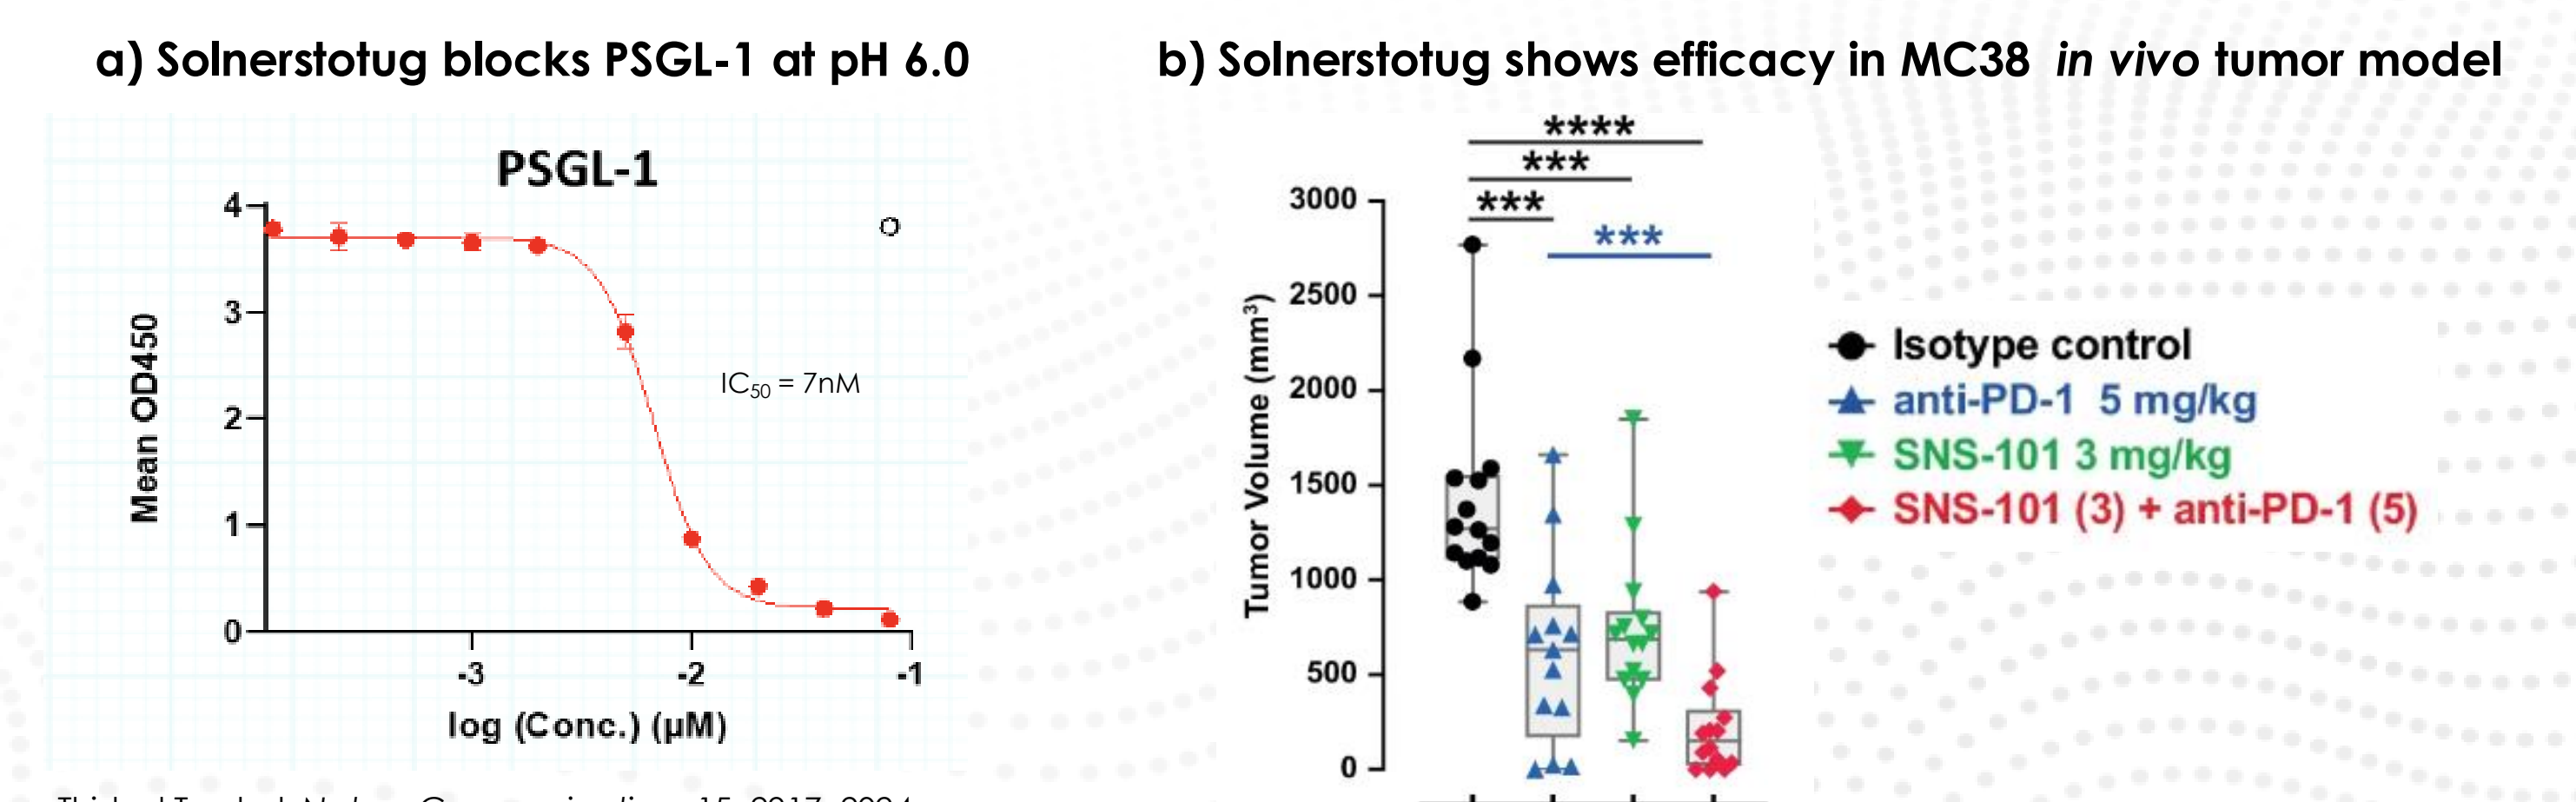 a) Solnerstotug blocks PSGL-1 at pH 6.0
PSGL-1
4
3
2
1
0
Mean OD450
IC50 = 7nM
-3
-2
-1
log (Conc.) (µM)
b) Solnerstotug shows efficacy in MC38 in vivo tumor model
****
***
***
***
3000
2500
2000
1500
1000
500
0
Tumor Volume (mm³)
Isotype control
anti-PD-1 5 mg/kg
SNS-101 3 mg/kg
SNS-101 (3) + anti-PD-1 (5)